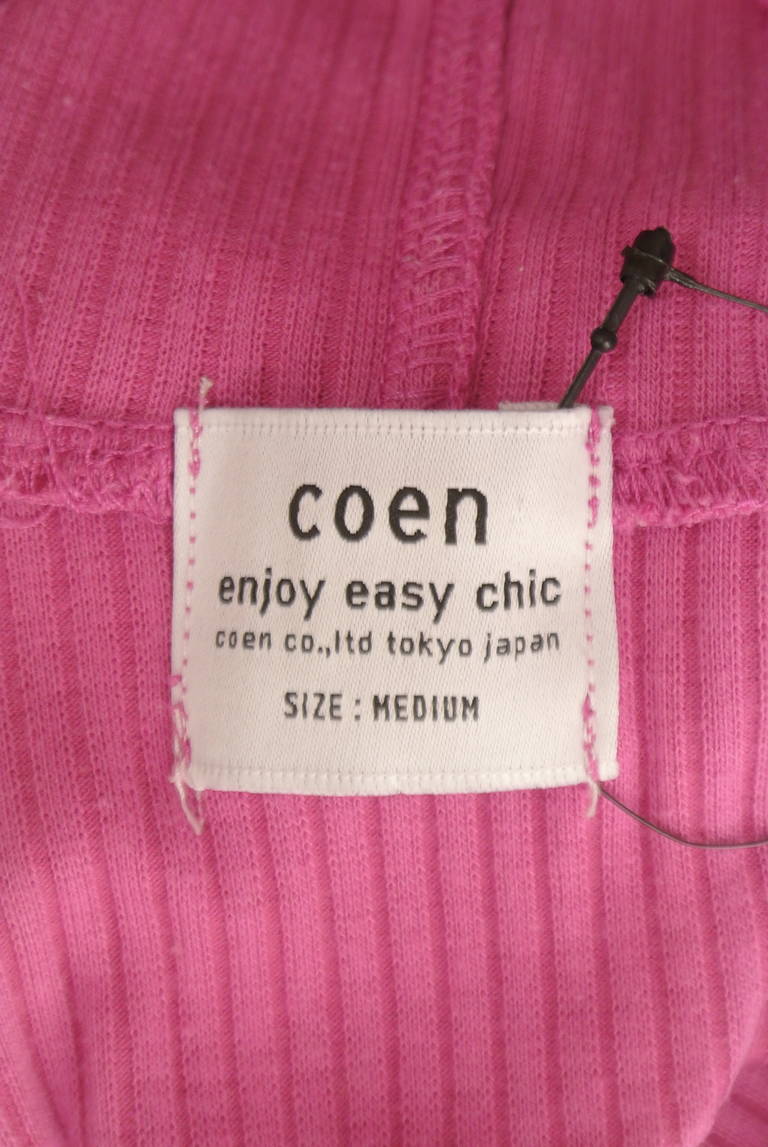 coen
enjoy easy chic
coen co.,ltd tokyo japan
SIZE : MEDIUM